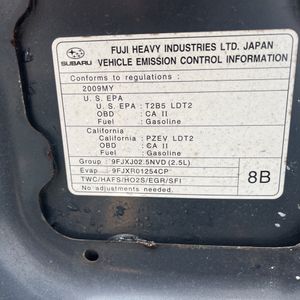 FUJI HEAVY INDUSTRIES LTD. JAPAN
SUBARU VEHICLE EMISSION CONTROL INFORMATION
Conforms to regulations :
2009MY
U. S. EPA
U. S. EPA : T2B5 LDT2
OBD : CA II
Fuel : Gasoline
California
California : PZEV LDT2
OBD : CA II
Fuel : Gasoline
Group : 9FJXJ02.5NVD (2.5L)
Evap : 9FJXR01254CP
TWC/HAFS/HO2S/EGR/SFI
No adjustments needed.
8B